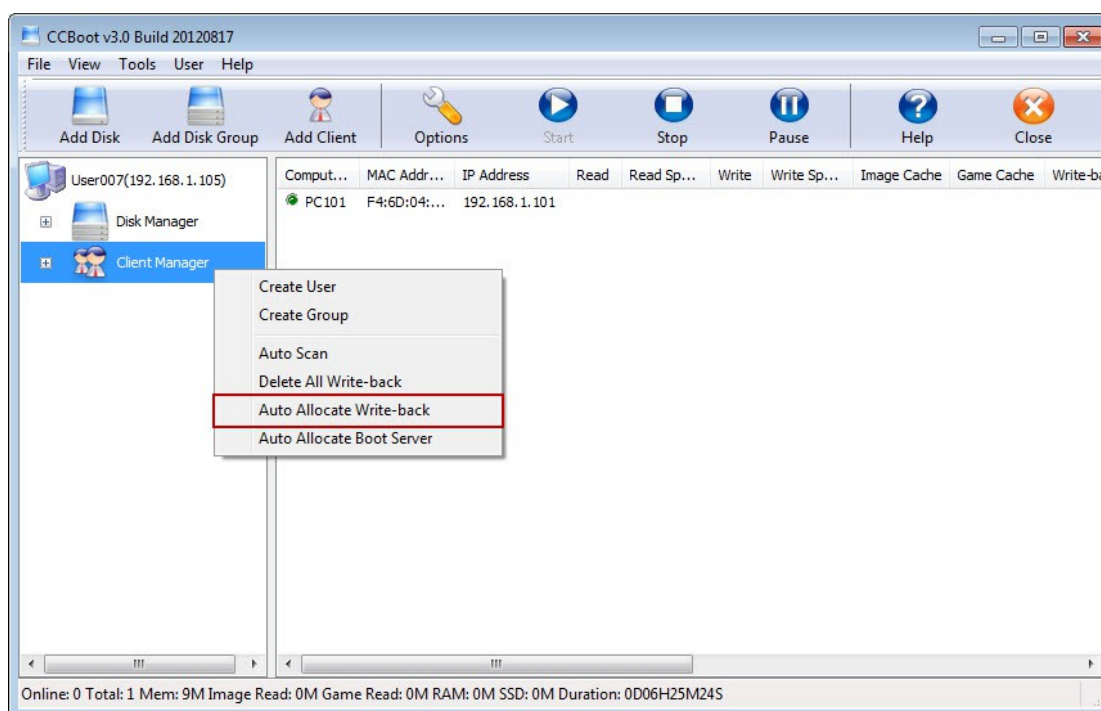 CCBoot v3.0 Build 20120817
File View Tools User Help
Add Disk Add Disk Group Add Client Options Start Stop Pause Help Close
User007(192.168.1.105)
Disk Manager
Client Manager
Comput... MAC Addr... IP Address Read Read Sp... Write Write Sp... Image Cache Game Cache Write-ba
PC101 F4:6D:04:... 192.168.1.101
Create User
Create Group
Auto Scan
Delete All Write-back
Auto Allocate Write-back
Auto Allocate Boot Server
Online: 0 Total: 1 Mem: 9M Image Read: 0M Game Read: 0M RAM: 0M SSD: 0M Duration: 0D06H25M24S